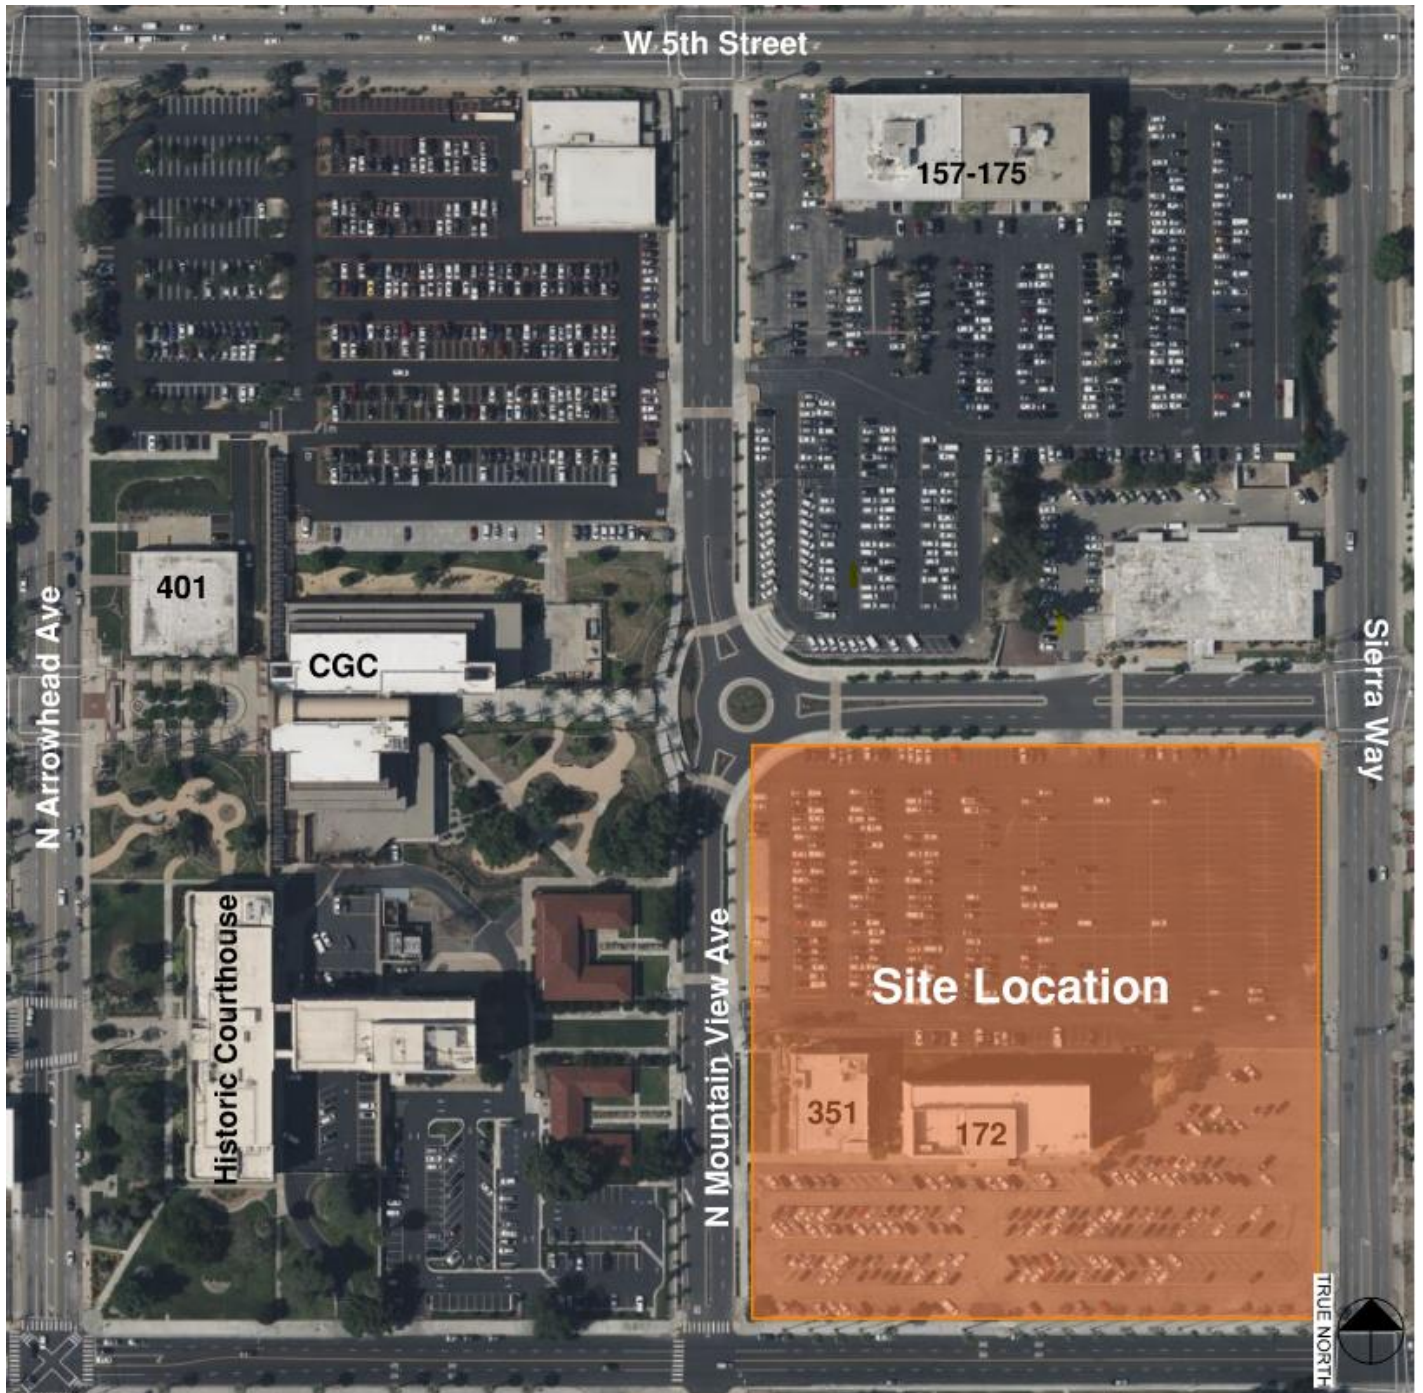 W 5th Street
157-175
401
CGC
N Arrowhead Ave
Sierra Way
Historic Courthouse
N Mountain View Ave
Site Location
351
172
TRUE NORTH